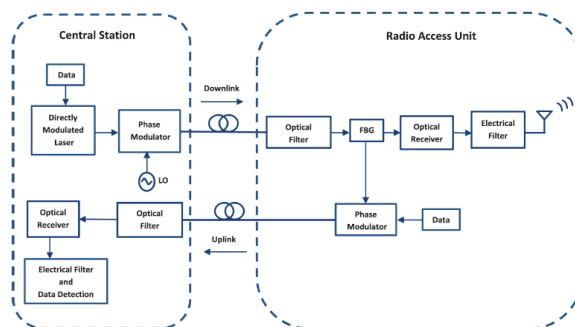 Central Station
Radio Access Unit
Data
Downlink
Directly
Modulated
Laser
Phase
Modulator
Optical
Filter
FBG
Optical
Receiver
Electrical
Filter
LO
Optical
Receiver
Optical
Filter
Uplink
Phase
Modulator
Data
Electrical Filter
and
Data Detection